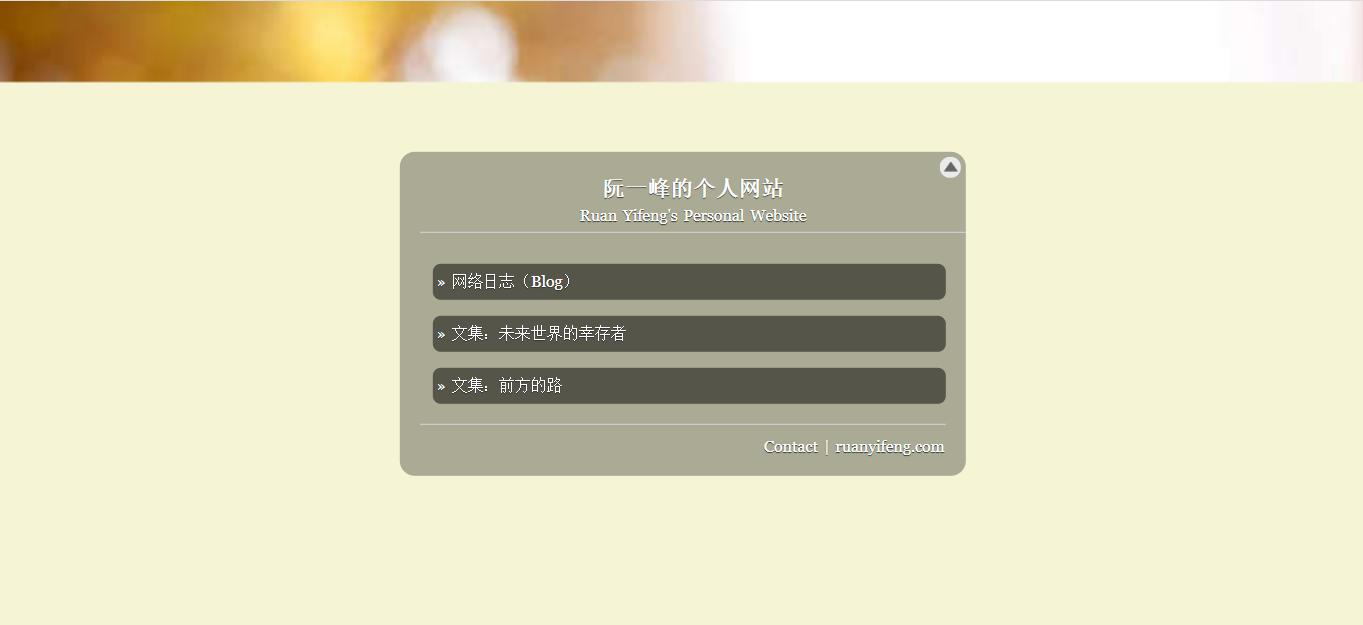 阮一峰的个人网站
Ruan Yifeng's Personal Website
» 网络日志（Blog）
» 文集：未来世界的幸存者
» 文集：前方的路
Contact | ruanyifeng.com